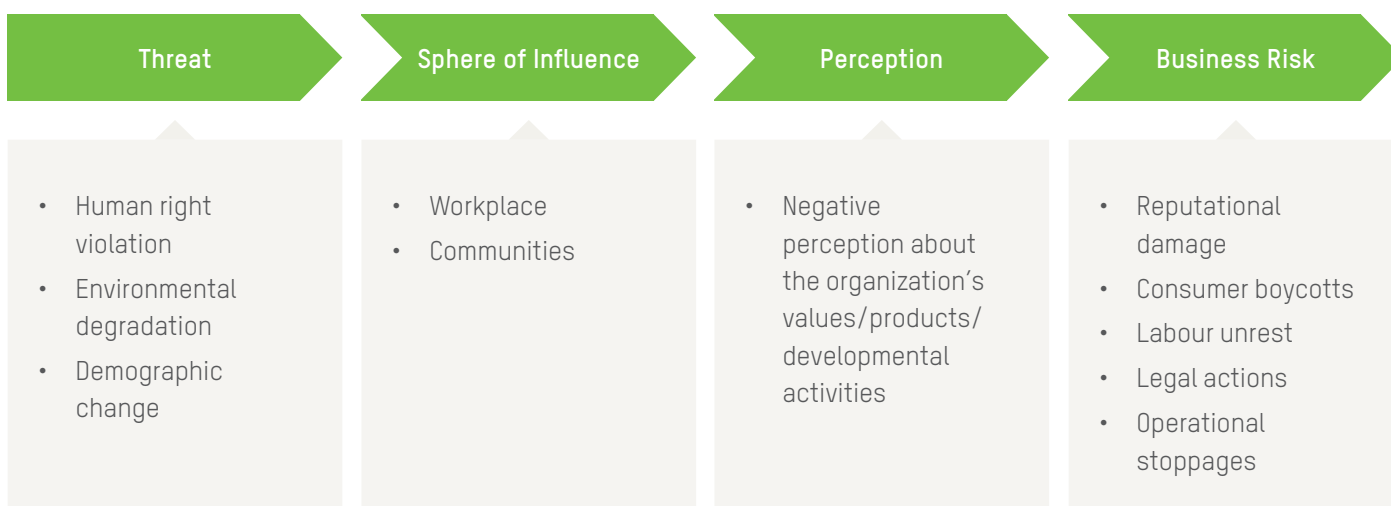 Threat
• Human right
violation
• Environmental
degradation
• Demographic
change
Sphere of Influence
• Workplace
• Communities
Perception
• Negative
perception about
the organization's
values/products/
developmental
activities
Business Risk
• Reputational
damage
• Consumer boycotts
• Labour unrest
• Legal actions
• Operational
stoppages